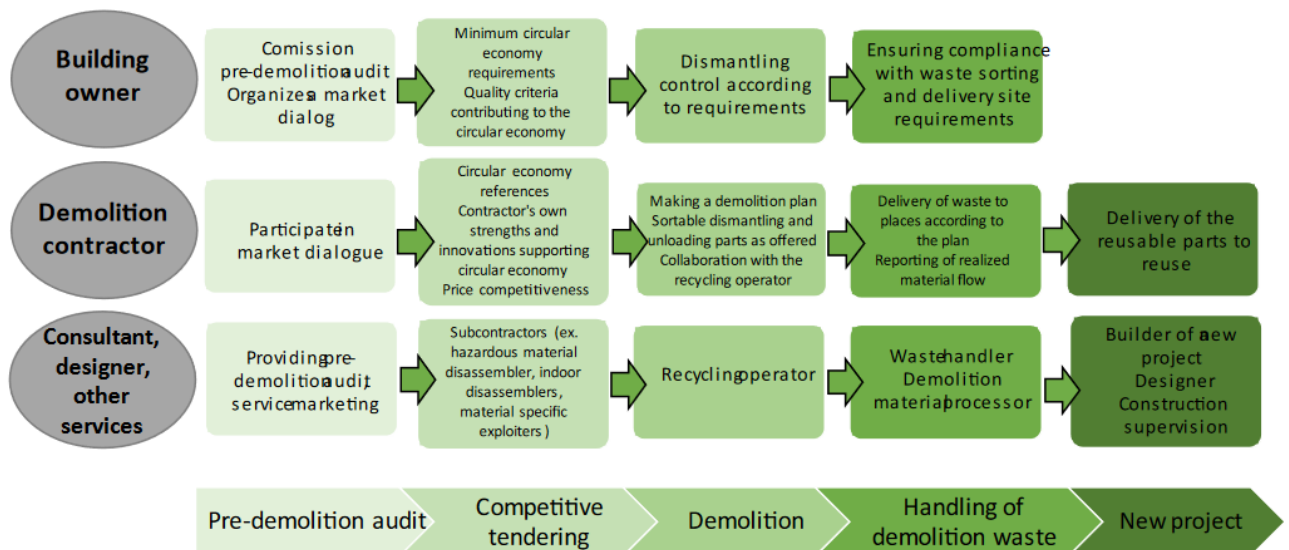 Building
owner
Comission
pre-demolition audit
Organizes a market
dialog
Minimum circular
economy
requirements
Quality criteria
contributing to the
circular economy
Dismantling
control according
to requirements
Ensuring compliance
with waste sorting
and delivery site
requirements
Demolition
contractor
Participate in
market dialogue
Circular economy
references
Contractor's own
strengths and
innovations supporting
circular economy
Price competitiveness
Making a demolition plan
Sortable dismantling and
unloading parts as offered
Collaboration with the
recycling operator
Delivery of waste to
places according to
the plan
Reporting of realized
material flow
Delivery of the
reusable parts to
reuse
Consultant,
designer,
other
services
Providing pre-
demolition audit,
service marketing
Subcontractors (ex.
hazardous material
disassembler, indoor
disassemblers,
material specific
exploiters )
Recycling operator
Waste handler
Demolition
material processor
Builder of a new
project
Designer
Construction
supervision
Pre-demolition audit
Competitive
tendering
Demolition
Handling of
demolition waste
New project